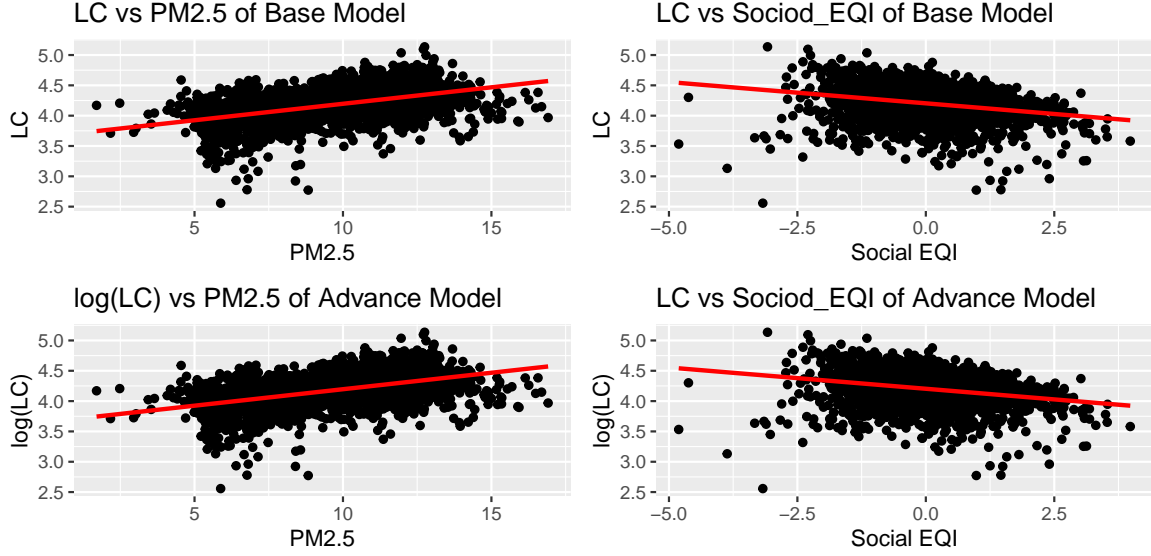 LC vs PM2.5 of Base Model
LC
5.0
4.5
4.0
3.5
3.0
2.5
5 10 15
PM2.5
LC vs Sociod_EQI of Base Model
LC
5.0
4.5
4.0
3.5
3.0
2.5
−5.0 −2.5 0.0 2.5
Social EQI
log(LC) vs PM2.5 of Advance Model
log(LC)
5.0
4.5
4.0
3.5
3.0
2.5
5 10 15
PM2.5
LC vs Sociod_EQI of Advance Model
log(LC)
5.0
4.5
4.0
3.5
3.0
2.5
−5.0 −2.5 0.0 2.5
Social EQI